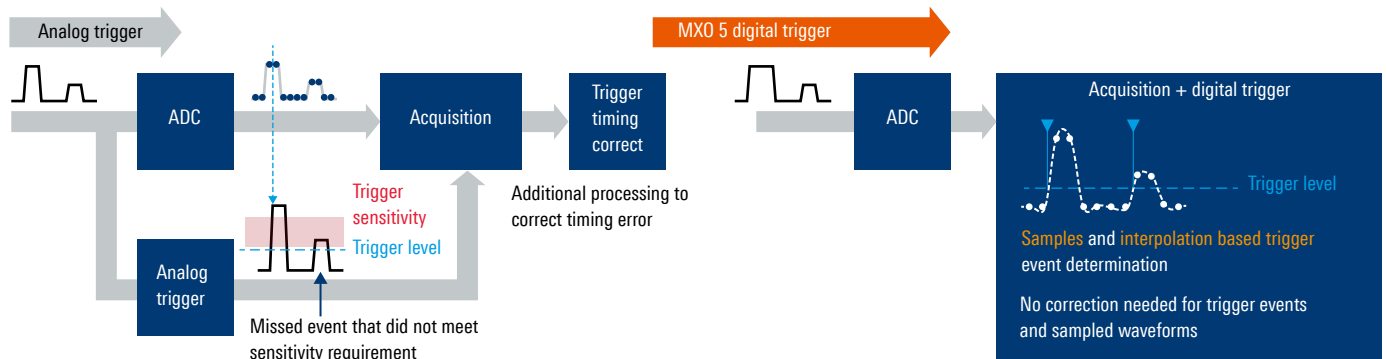 Analog trigger
ADC
Acquisition
Trigger
timing
correct
Additional processing to
correct timing error
Trigger
sensitivity
Trigger level
Analog
trigger
Missed event that did not meet
sensitivity requirement
MXO 5 digital trigger
ADC
Acquisition + digital trigger
Trigger level
Samples and interpolation based trigger
event determination
No correction needed for trigger events
and sampled waveforms